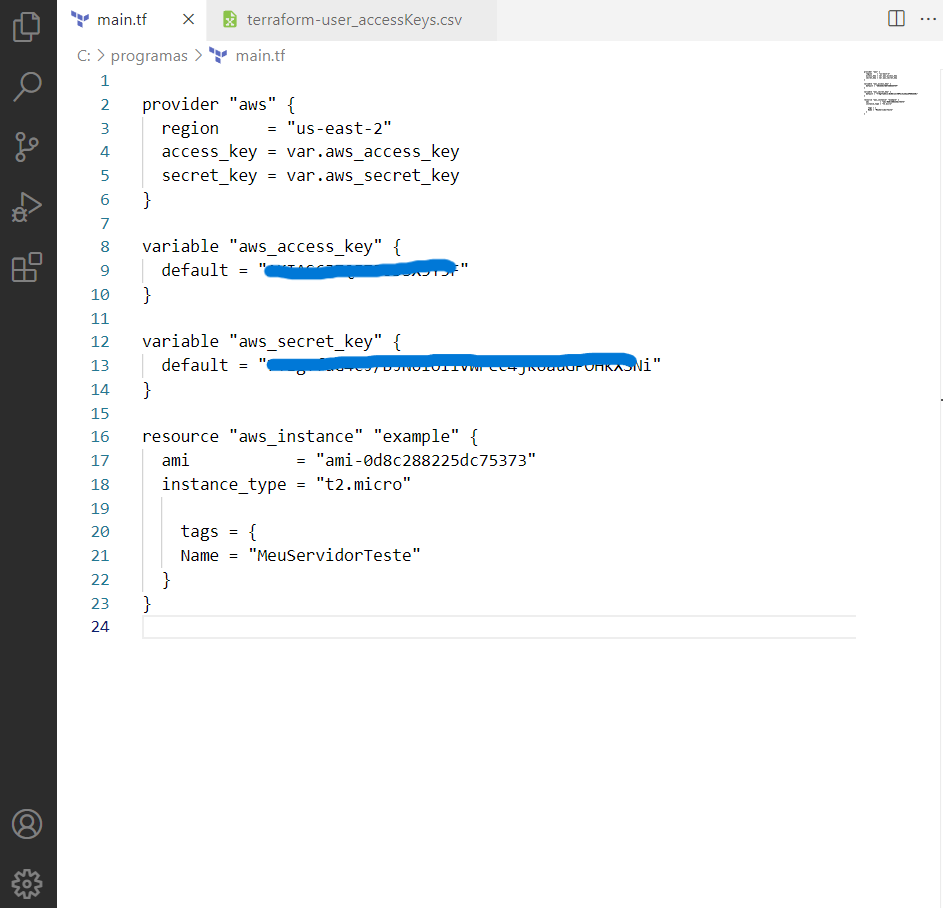 main.tf
terraform-user_accessKeys.csv
C: > programas > main.tf
1
2 provider "aws" {
3 region = "us-east-2"
4 access_key = var.aws_access_key
5 secret_key = var.aws_secret_key
6 }
7
8 variable "aws_access_key" {
9 default = ""
10 }
11
12 variable "aws_secret_key" {
13 default = ""
14 }
15
16 resource "aws_instance" "example" {
17 ami = "ami-0d8c288225dc75373"
18 instance_type = "t2.micro"
19
20 tags = {
21 Name = "MeuServidorTeste"
22 }
23 }
24